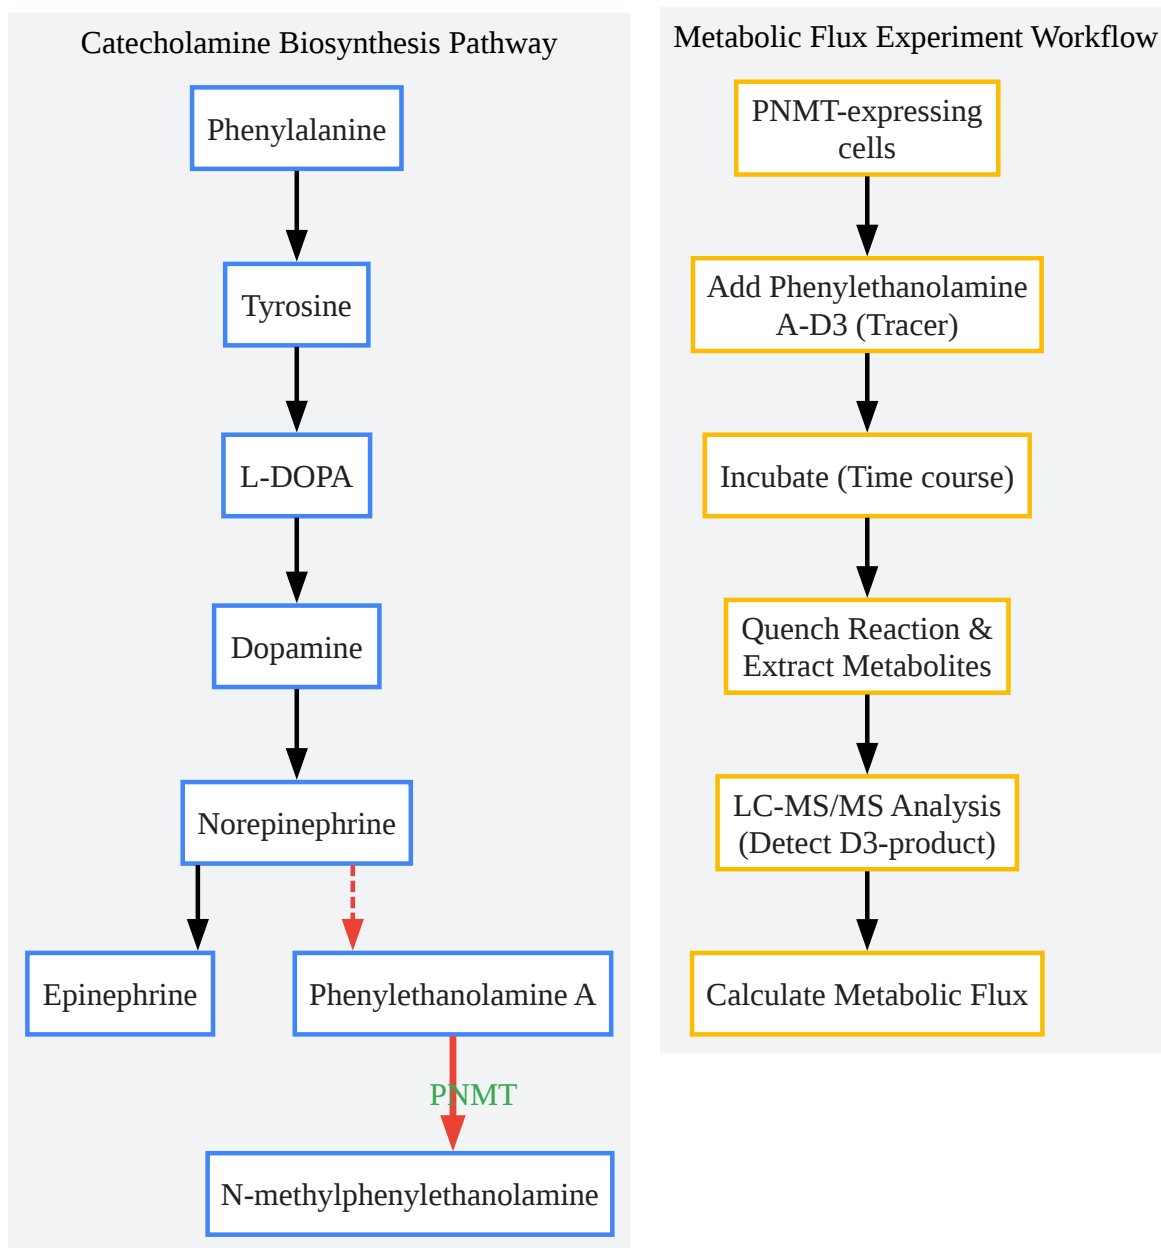 Catecholamine Biosynthesis Pathway
Phenylalanine
Tyrosine
L-DOPA
Dopamine
Norepinephrine
Epinephrine
Phenylethanolamine A
PNMT
N-methylphenylethanolamine
Metabolic Flux Experiment Workflow
PNMT-expressing
cells
Add Phenylethanolamine
A-D3 (Tracer)
Incubate (Time course)
Quench Reaction &
Extract Metabolites
LC-MS/MS Analysis
(Detect D3-product)
Calculate Metabolic Flux